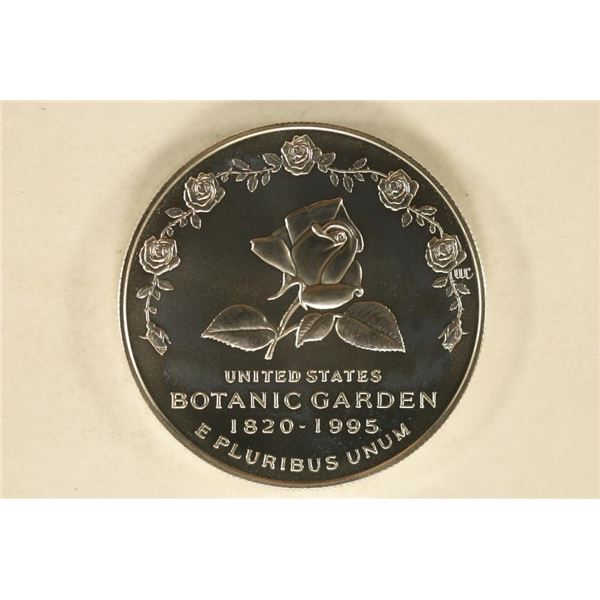 UNITED STATES
BOTANIC GARDEN
1820-1995
E PLURIBUS UNUM